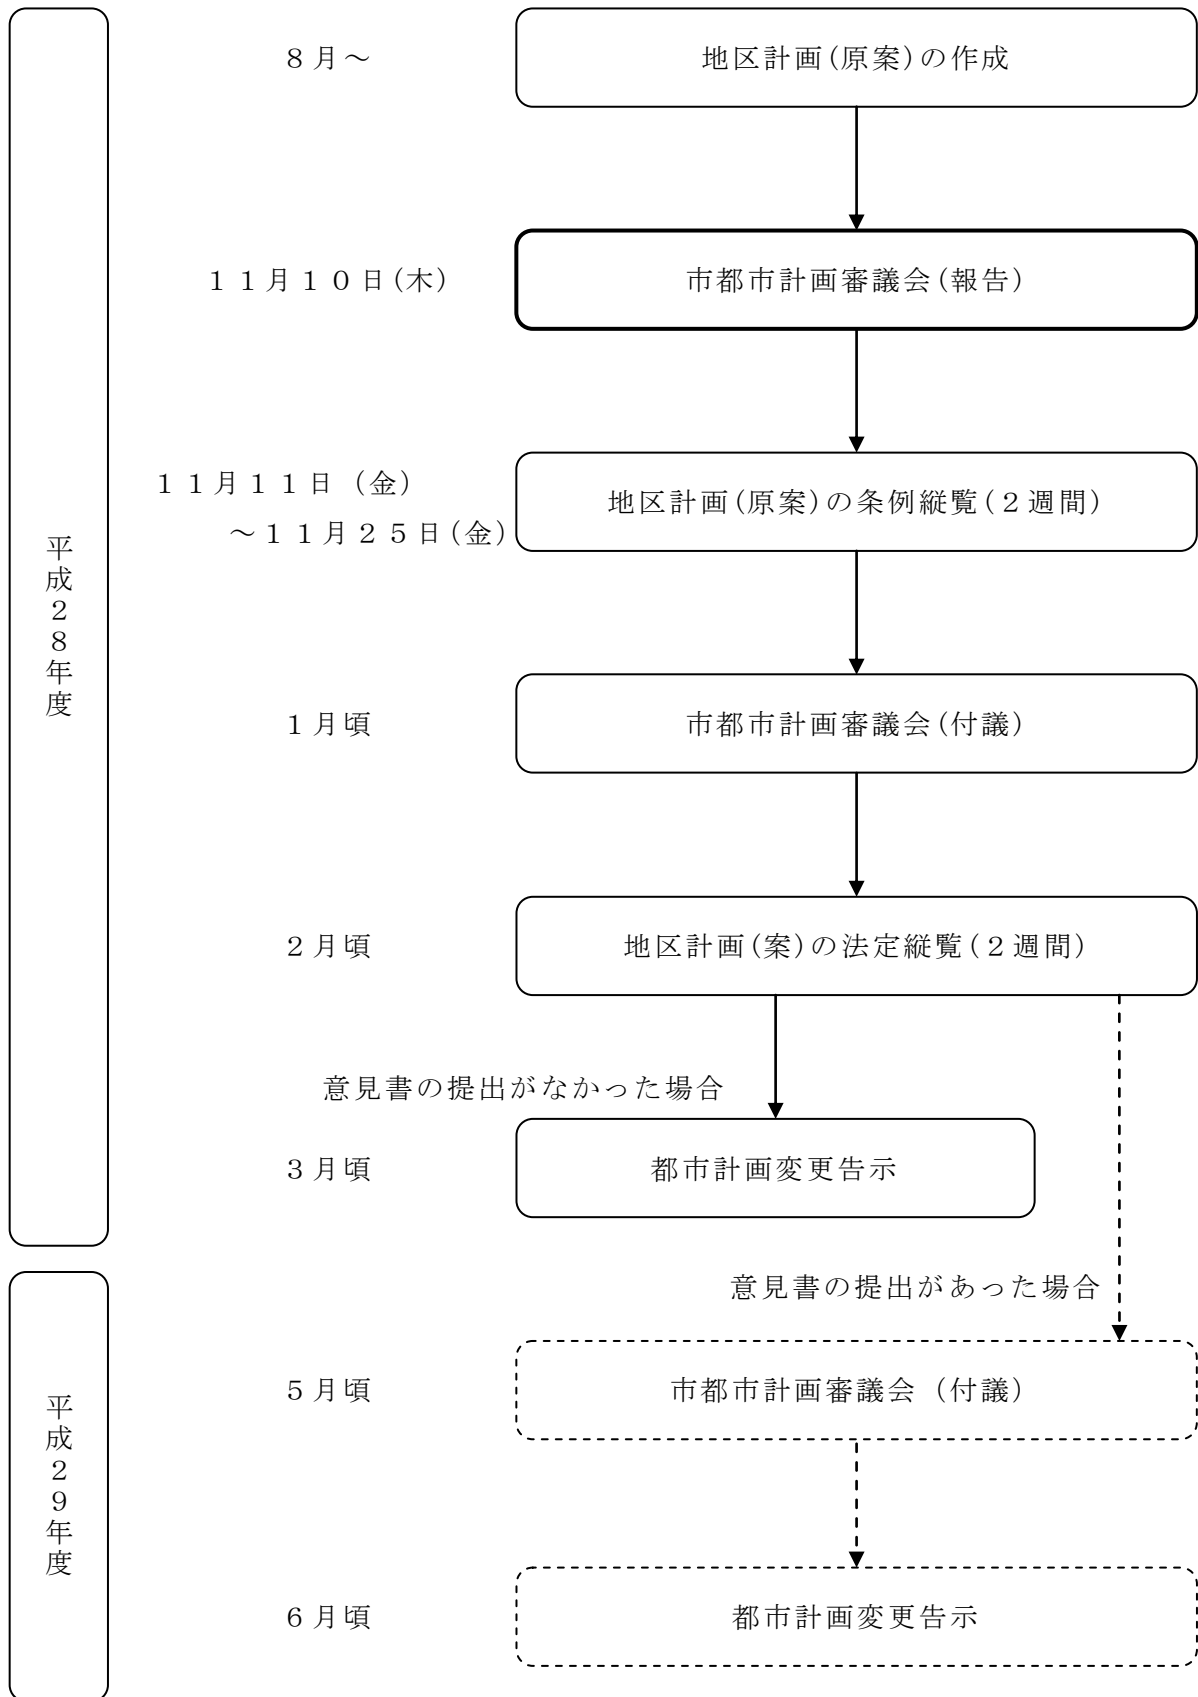 平成２８年度
８月～
地区計画(原案)の作成
１１月１０日(木)
市都市計画審議会(報告)
１１月１１日（金）
～１１月２５日(金)
地区計画(原案)の条例縦覧(２週間)
１月頃
市都市計画審議会(付議)
２月頃
地区計画(案)の法定縦覧(２週間)
意見書の提出がなかった場合
３月頃
都市計画変更告示
平成２９年度
意見書の提出があった場合
５月頃
市都市計画審議会（付議）
６月頃
都市計画変更告示